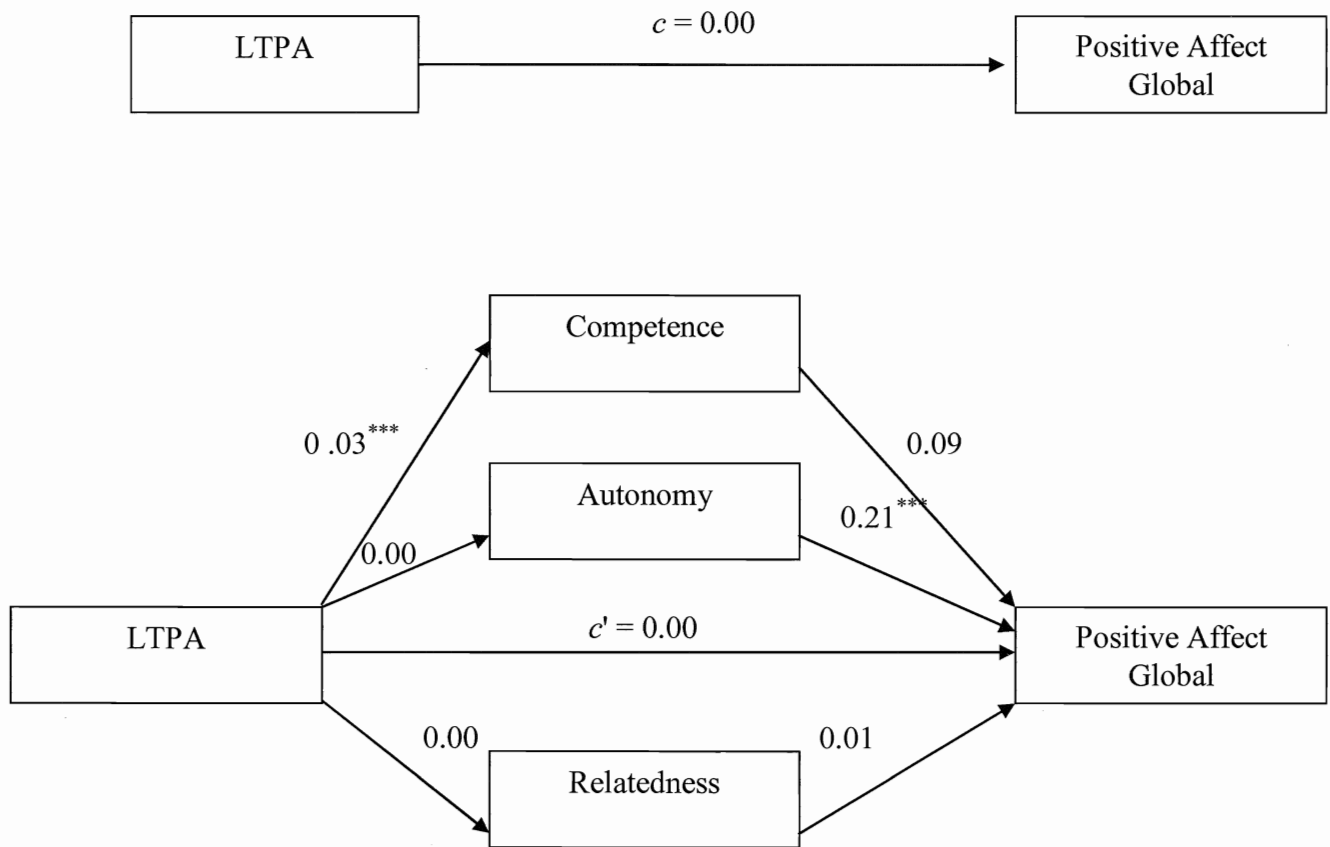 c = 0.00
LTPA
Positive Affect
Global
Competence
0 .03***
0.09
Autonomy
0.21***
0.00
LTPA
c' = 0.00
Positive Affect
Global
0.00
0.01
Relatedness